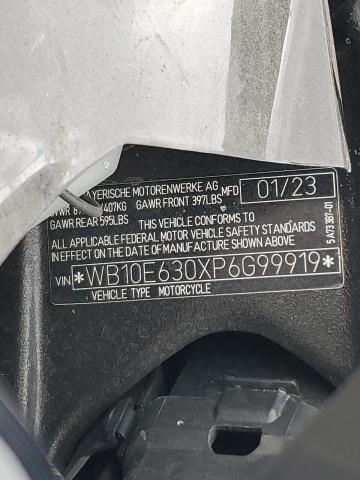 AYERISCHE MOTORENWERKE AG MFD 01/23
407KG GAWR FRONT 397LBS
GAWR REAR 595LBS
THIS VEHICLE CONFORMS TO
ALL APPLICABLE FEDERAL MOTOR VEHICLE SAFETY STANDARDS
IN EFFECT ON THE DATE OF MANUFACTURE SHOWN ABOVE
VIN *WB10E630XP6G99919*
VEHICLE TYPE MOTORCYCLE
5 A73 3B7-01